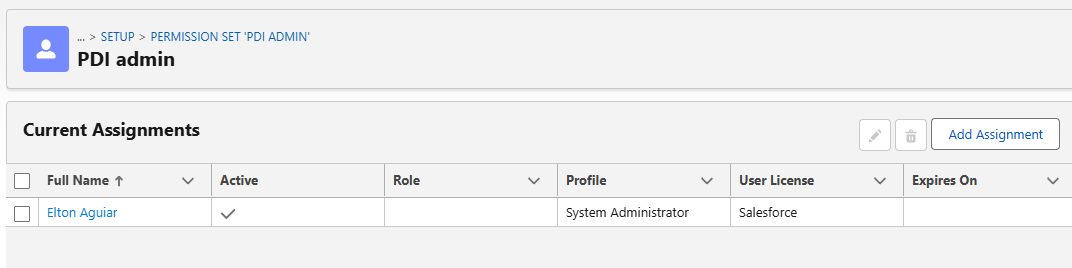 ... > SETUP > PERMISSION SET 'PDI ADMIN'
PDI admin
Current Assignments
Add Assignment
Full Name ↑ Active Role Profile User License Expires On
Elton Aguiar System Administrator Salesforce